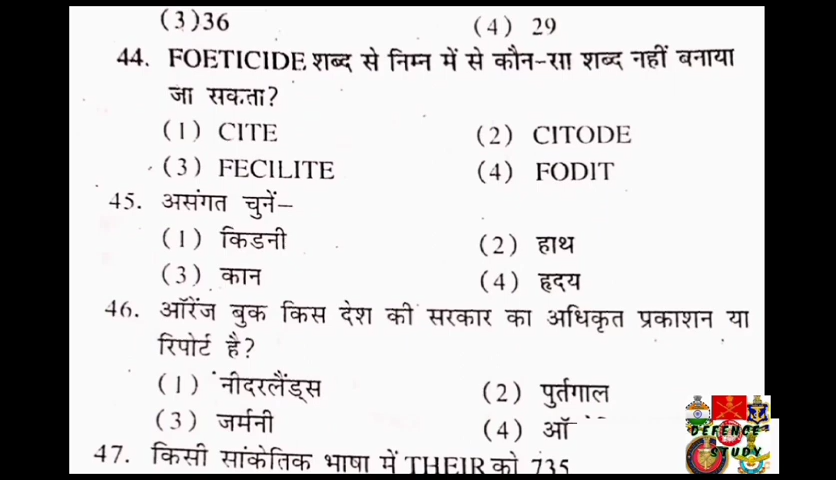 (3)36 (4) 29
44. FOETICIDE शब्द से निम्न में से कौन-सा शब्द नहीं बनाया
जा सकता?
(1) CITE (2) CITODE
(3) FECILITE (4) FODIT
45. असंगत चुनें–
(1) किडनी (2) हाथ
(3) कान (4) हृदय
46. ऑरेंज बुक किस देश की सरकार का अधिकृत प्रकाशन या
रिपोर्ट है?
(1) नीदरलैंड्स (2) पुर्तगाल
(3) जर्मनी (4)
47. किसी सांकेतिक भाषा में THEIR को 735
DEFENCE
STUDY